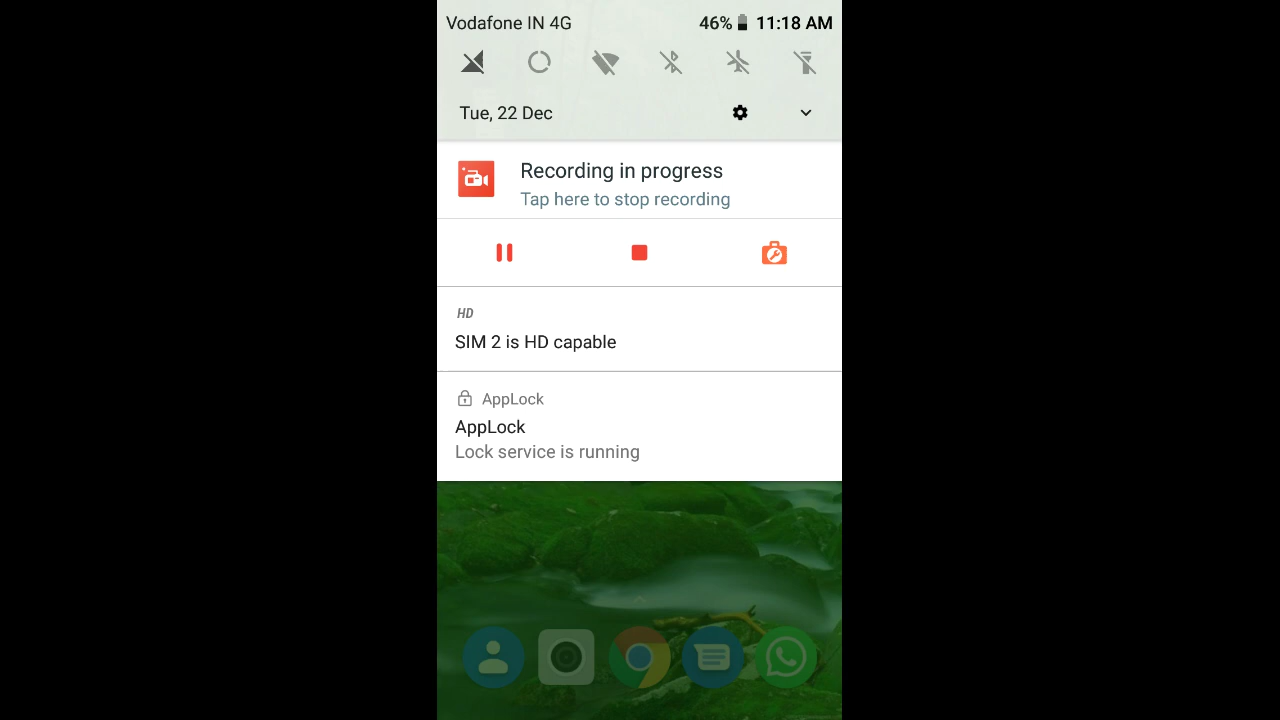 Vodafone IN 4G 46% 11:18 AM
Tue, 22 Dec
Recording in progress
Tap here to stop recording
HD
SIM 2 is HD capable
AppLock
AppLock
Lock service is running